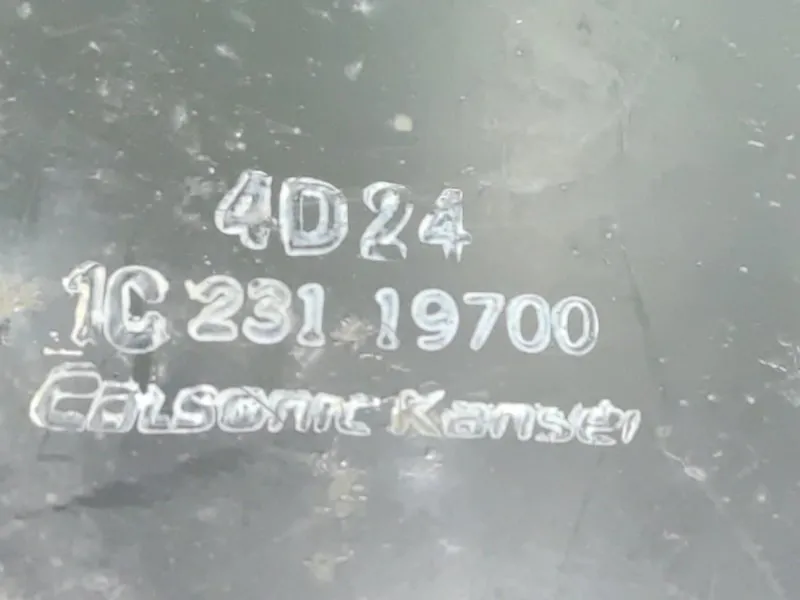 4D24
1C 231 19700
Calsonic Kansei